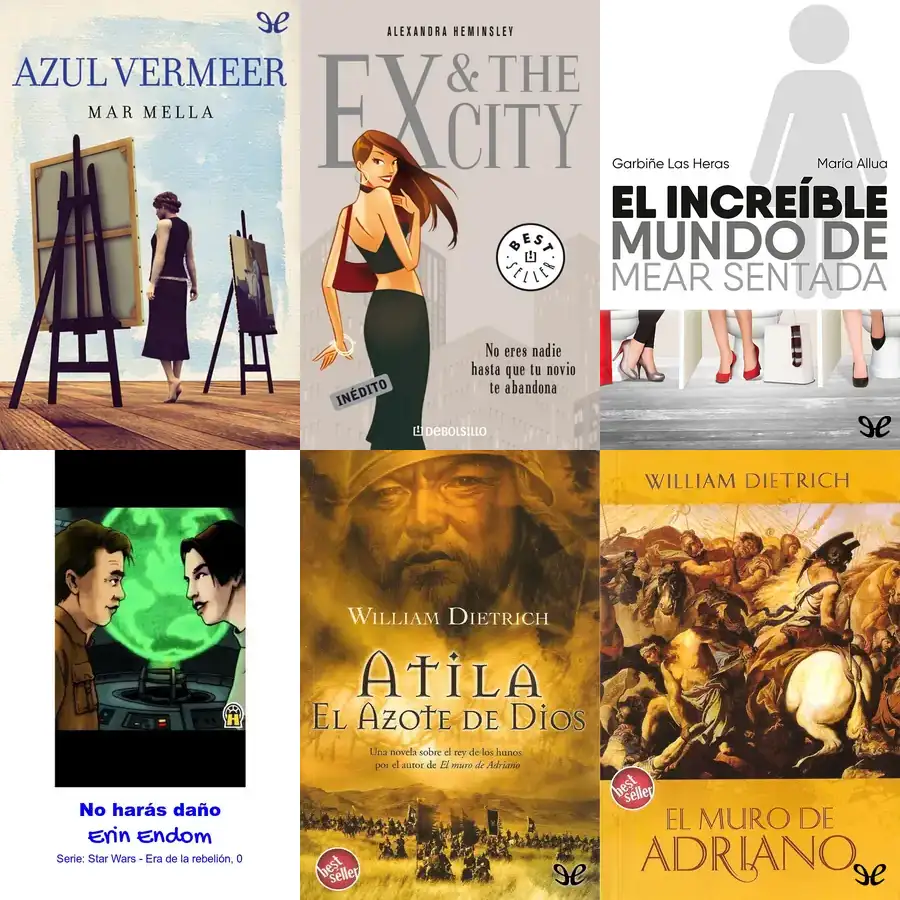 AZUL VERMEER
MAR MELLA
ALEXANDRA HEMINSLEY
EX & THE
CITY
BEST
SELLER
No eres nadie
hasta que tu novio
te abandona
INÉDITO
DEBOLSILLO
Garbiñe Las Heras
María Allua
EL INCREÍBLE
MUNDO DE
MEAR SENTADA
H
No harás daño
Erin Endom
Serie: Star Wars - Era de la rebelión, 0
WILLIAM DIETRICH
ATILA
EL AZOTE DE DIOS
Una novela sobre el rey de los hunos
por el autor de El muro de Adriano
best
seller
WILLIAM DIETRICH
best
seller
EL MURO DE
ADRIANO